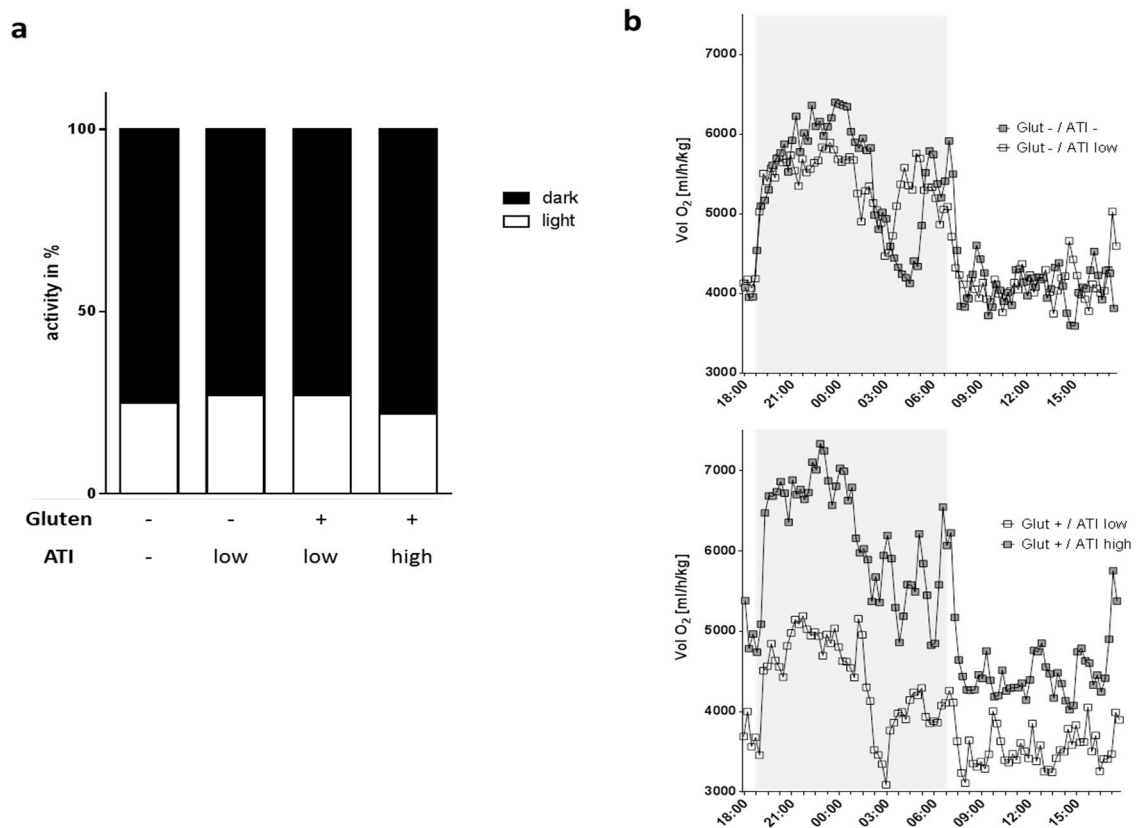 a
100
50
0
activity in %
dark
light
Gluten - - + +
ATI - low low high
b
7000
6000
5000
4000
3000
Vol O₂ [ml/h/kg]
Glut - / ATI -
Glut - / ATI low
18:00 21:00 00:00 03:00 06:00 09:00 12:00 15:00
7000
6000
5000
4000
3000
Vol O₂ [ml/h/kg]
Glut + / ATI low
Glut + / ATI high
18:00 21:00 00:00 03:00 06:00 09:00 12:00 15:00